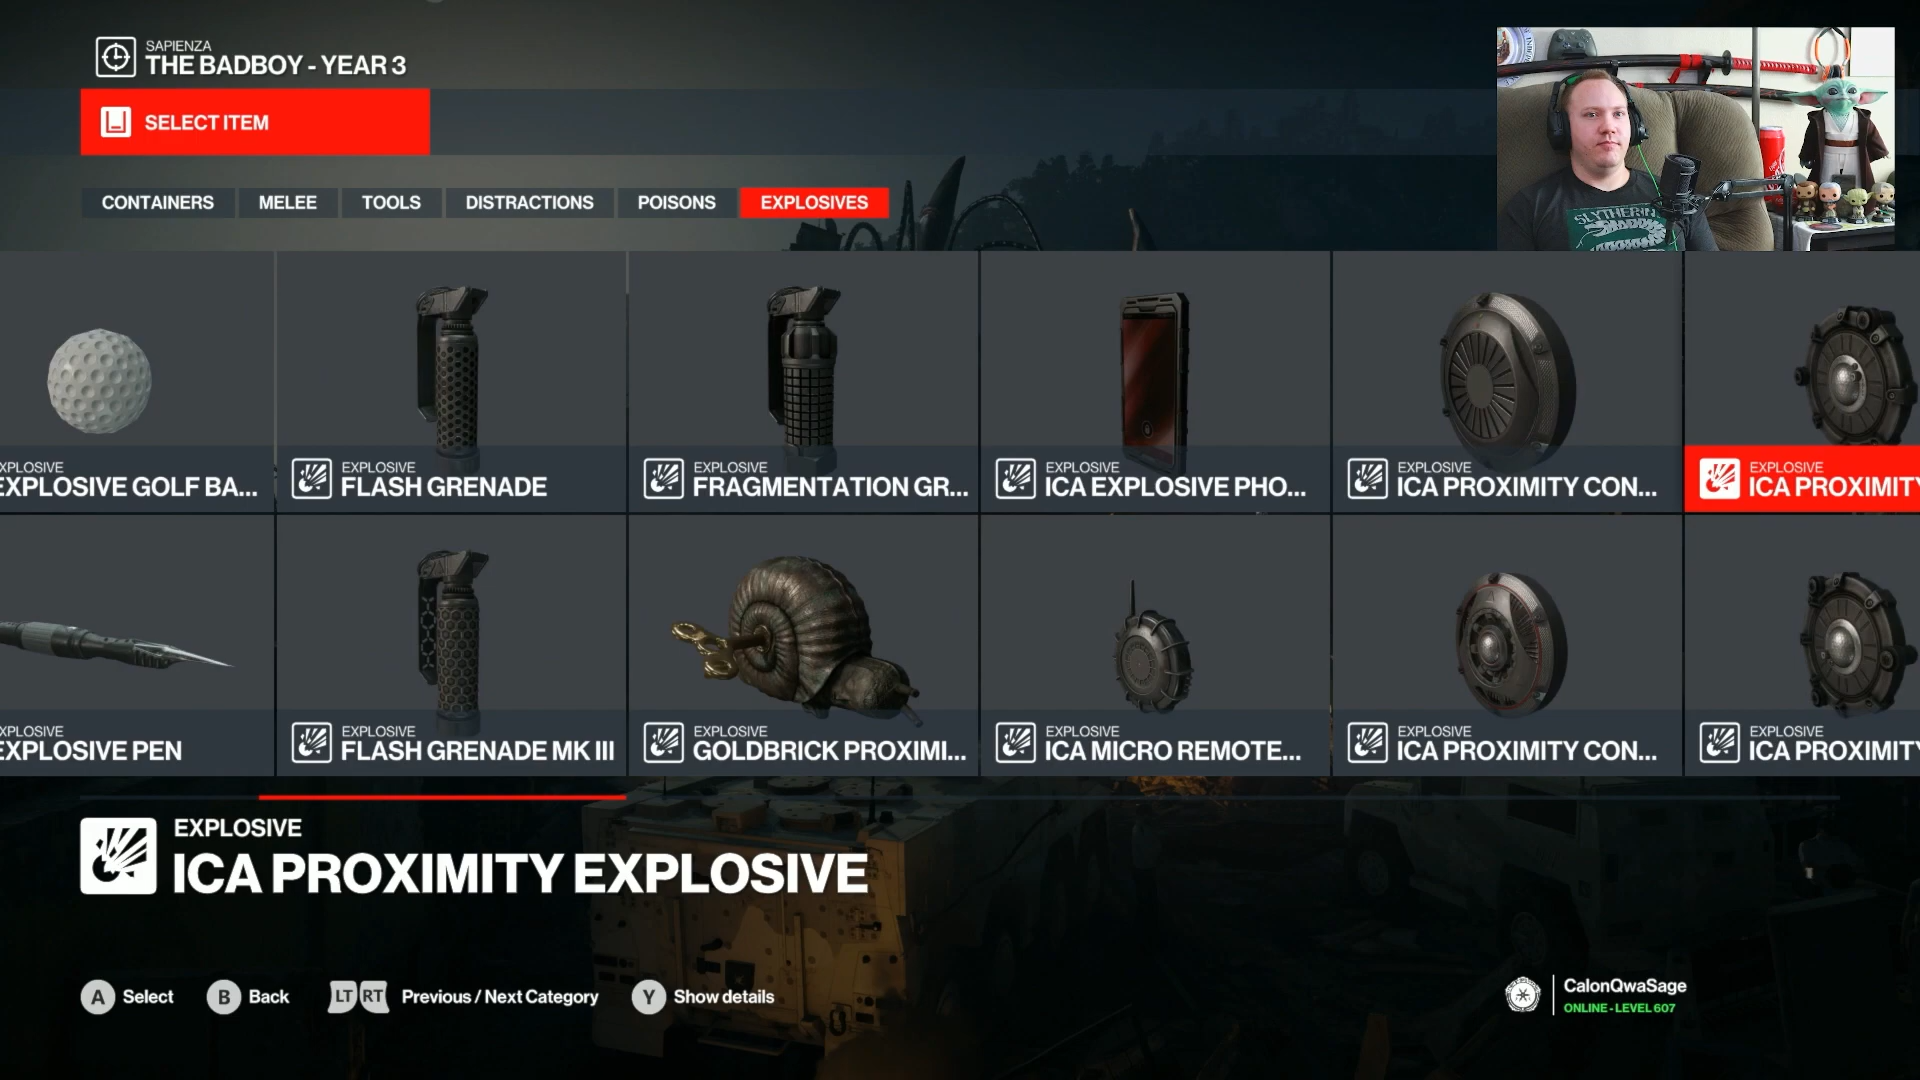 SAPIENZA
THE BADBOY - YEAR 3
SELECT ITEM
CONTAINERS MELEE TOOLS DISTRACTIONS POISONS EXPLOSIVES
SLYTHERIN
XPLOSIVE
EXPLOSIVE GOLF BA...
EXPLOSIVE
FLASH GRENADE
EXPLOSIVE
FRAGMENTATION GR...
EXPLOSIVE
ICA EXPLOSIVE PHO...
EXPLOSIVE
ICA PROXIMITY CON...
EXPLOSIVE
ICA PROXIMITY
XPLOSIVE
EXPLOSIVE PEN
EXPLOSIVE
FLASH GRENADE MK III
EXPLOSIVE
GOLDBRICK PROXIMI...
EXPLOSIVE
ICA MICRO REMOTE...
EXPLOSIVE
ICA PROXIMITY CON...
EXPLOSIVE
ICA PROXIMITY
EXPLOSIVE
ICA PROXIMITY EXPLOSIVE
A Select B Back LT RT Previous / Next Category Y Show details
CalonQwaSage
ONLINE - LEVEL 607